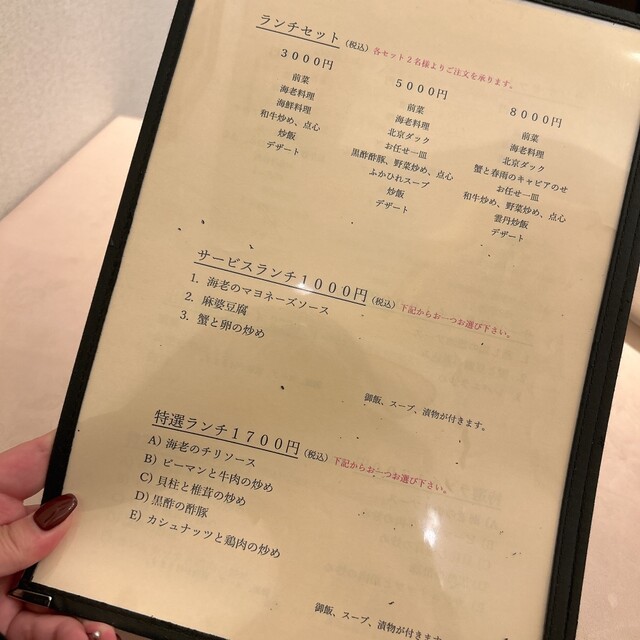 ランチセット（税込）各セット２名様よりご注文を承ります。
３０００円
前菜
海老料理
海鮮料理
和牛炒め、点心
炒飯
デザート
５０００円
前菜
海老料理
北京ダック
お任せ一皿
黒酢酢豚、野菜炒め、点心
ふかひれスープ
炒飯
デザート
８０００円
前菜
海老料理
北京ダック
蟹と春雨のキャビアのせ
お任せ一皿
和牛炒め、野菜炒め、点心
雲丹炒飯
デザート
サービスランチ１０００円（税込）下記からお一つお選び下さい。
1. 海老のマヨネーズソース
2. 麻婆豆腐
3. 蟹と卵の炒め
御飯、スープ、漬物が付きます。
特選ランチ１７００円（税込）下記からお一つお選び下さい。
A) 海老のチリソース
B) ピーマンと牛肉の炒め
C) 貝柱と椎茸の炒め
D) 黒酢の酢豚
E) カシュナッツと鶏肉の炒め
御飯、スープ、漬物が付きます。